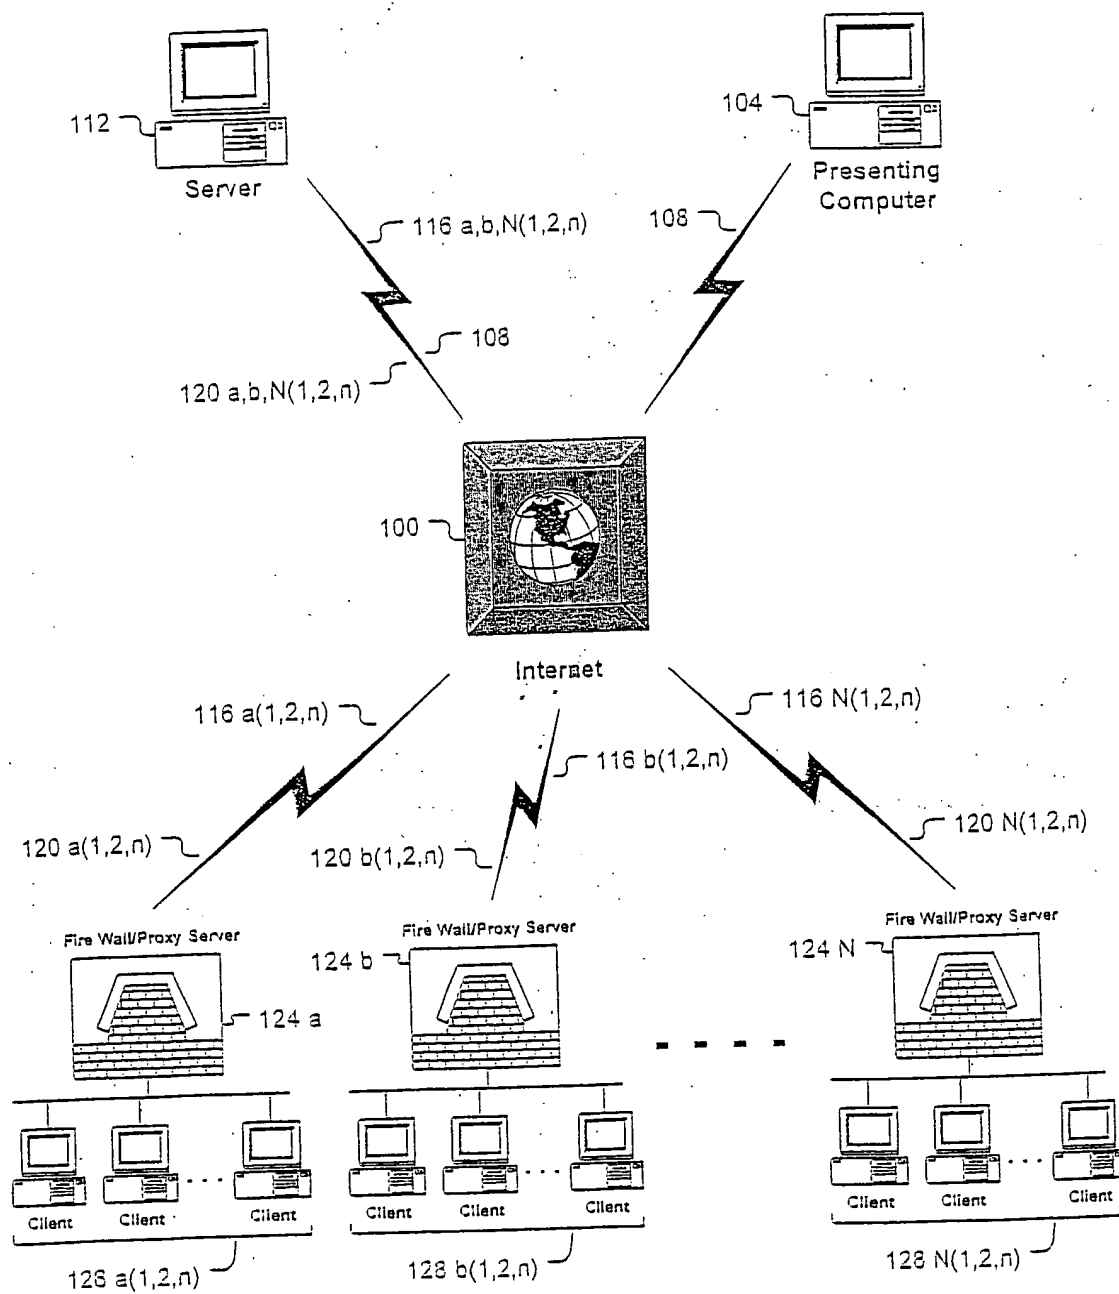 112
Server
104
Presenting
Computer
116 a,b,N(1,2,n)
108
108
120 a,b,N(1,2,n)
100
Internet
116 a(1,2,n)
116 b(1,2,n)
116 N(1,2,n)
120 a(1,2,n)
120 b(1,2,n)
120 N(1,2,n)
Fire Wall/Proxy Server
124 a
Fire Wall/Proxy Server
124 b
Fire Wall/Proxy Server
124 N
Client
Client
Client
Client
Client
Client
Client
Client
Client
128 a(1,2,n)
128 b(1,2,n)
128 N(1,2,n)